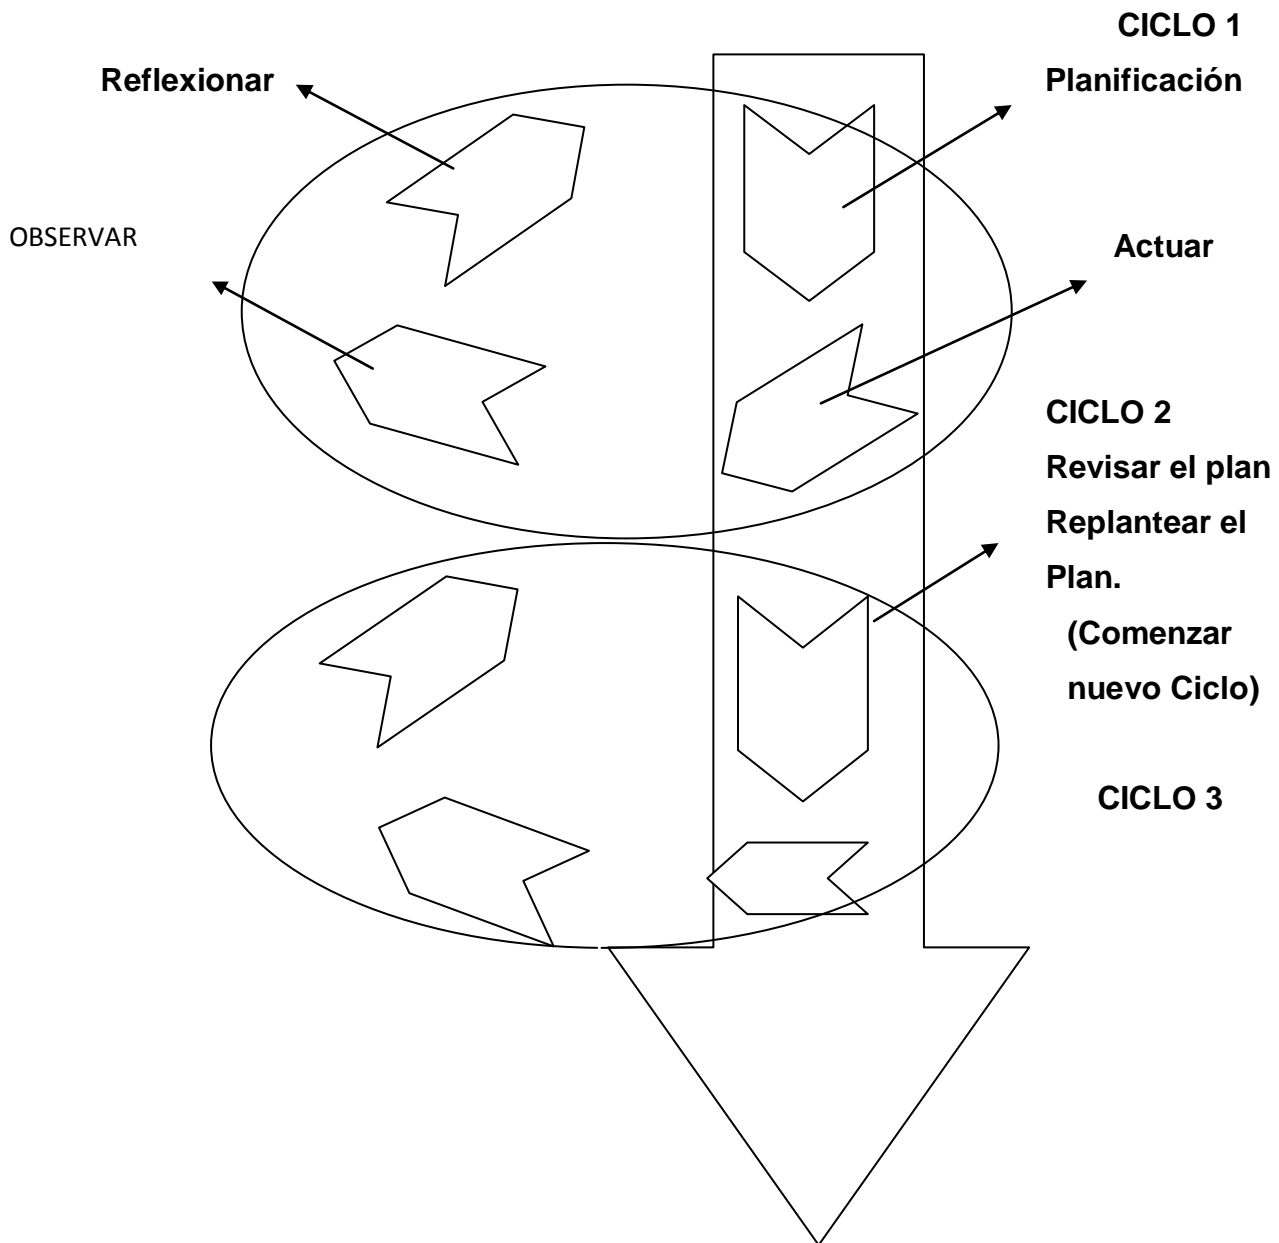 CICLO 1
Reflexionar
Planificación
OBSERVAR
Actuar
CICLO 2
Revisar el plan
Replantear el
Plan.
(Comenzar
nuevo Ciclo)
CICLO 3